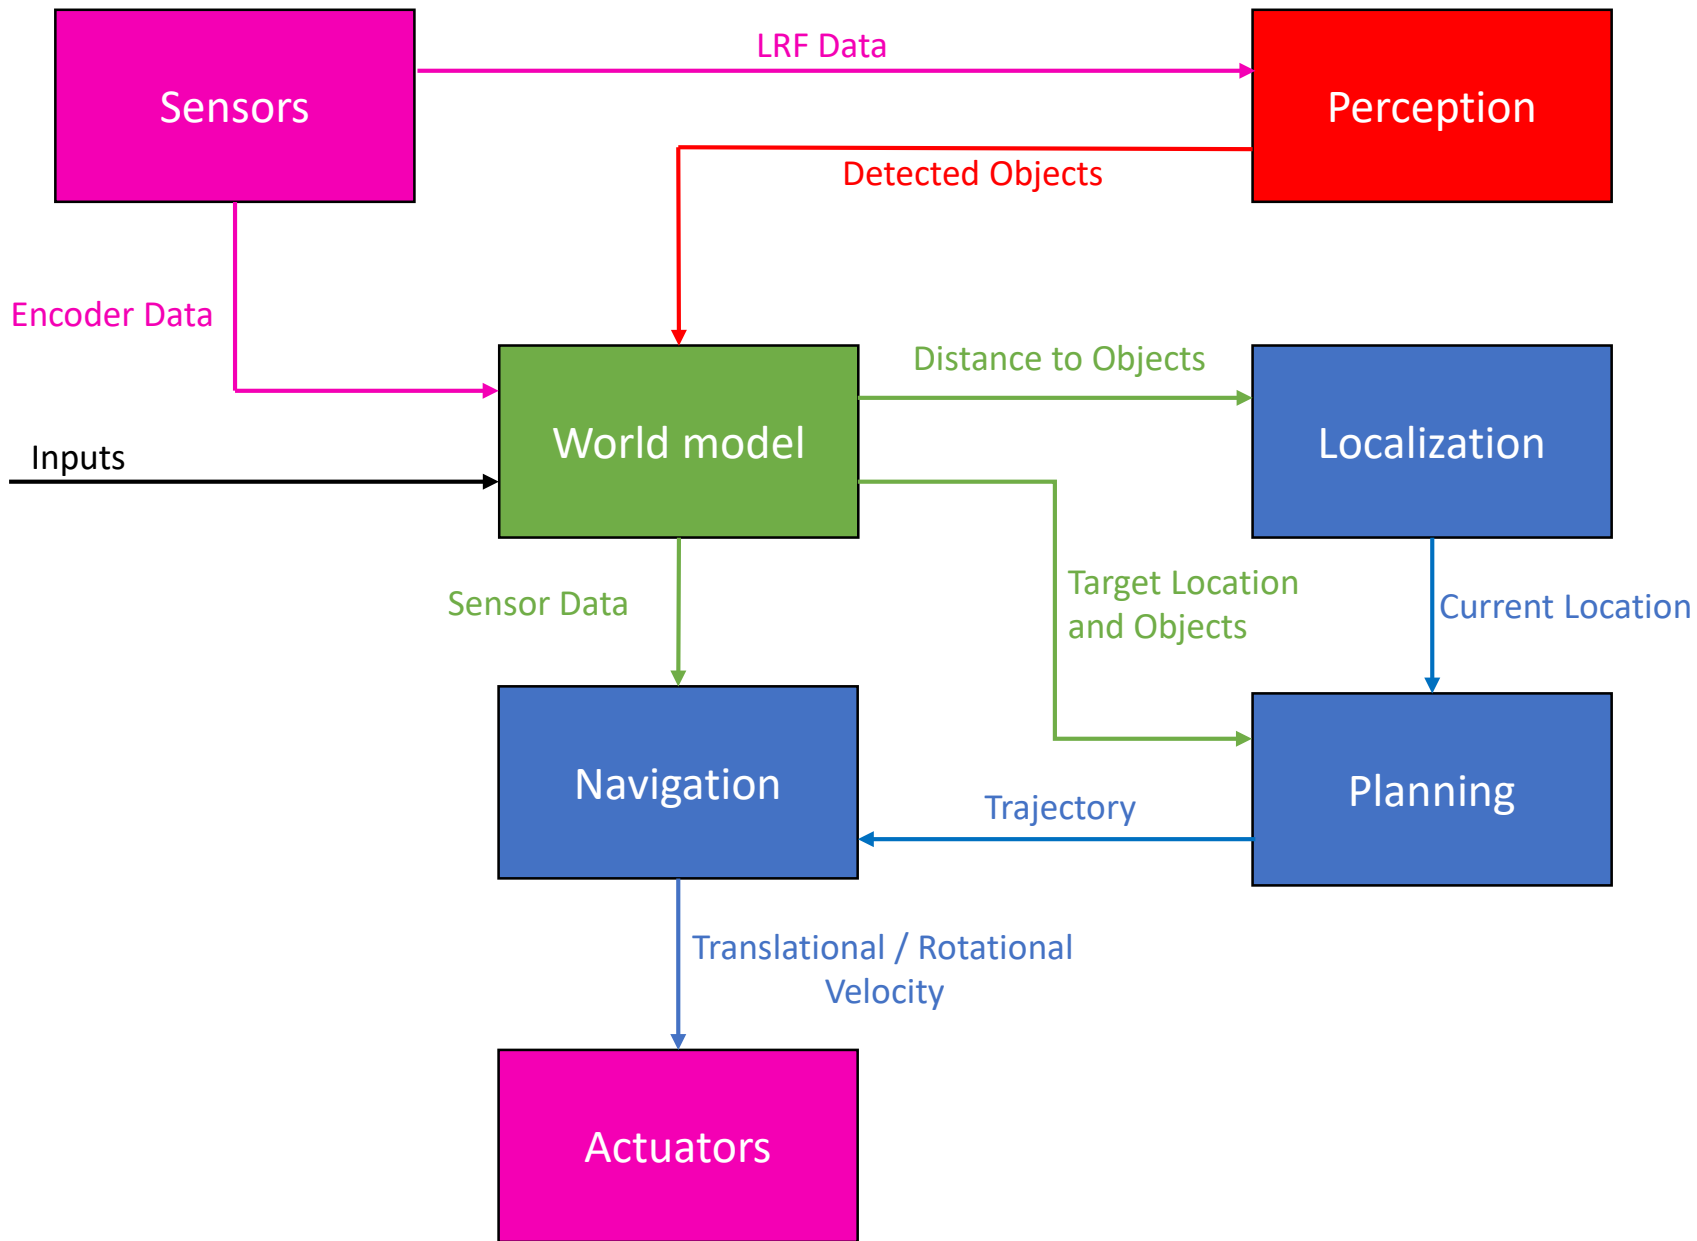 LRF Data
Sensors
Perception
Detected Objects
Encoder Data
Distance to Objects
Inputs
World model
Localization
Sensor Data
Target Location
and Objects
Current Location
Navigation
Trajectory
Planning
Translational / Rotational
Velocity
Actuators